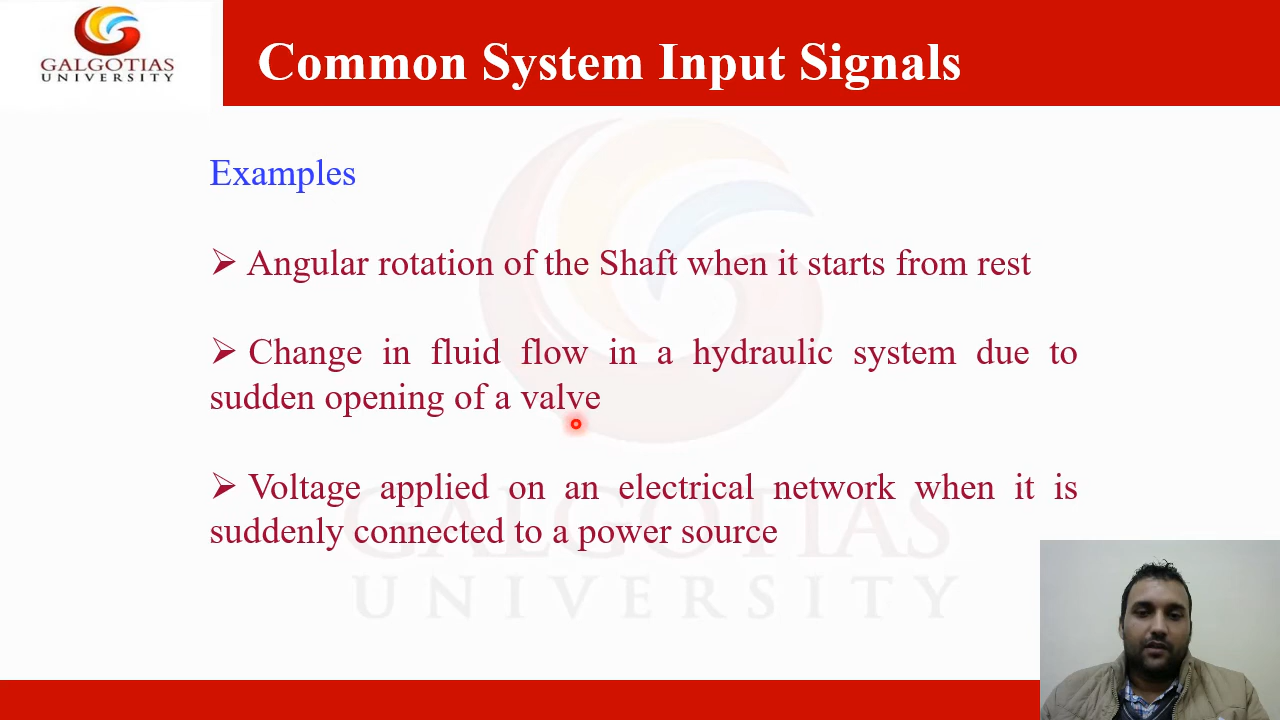 GALGOTIAS
UNIVERSITY
Common System Input Signals
Examples
➢ Angular rotation of the Shaft when it starts from rest
➢ Change in fluid flow in a hydraulic system due to
sudden opening of a valve
➢ Voltage applied on an electrical network when it is
suddenly connected to a power source
GALGOTIAS
UNIVERSITY